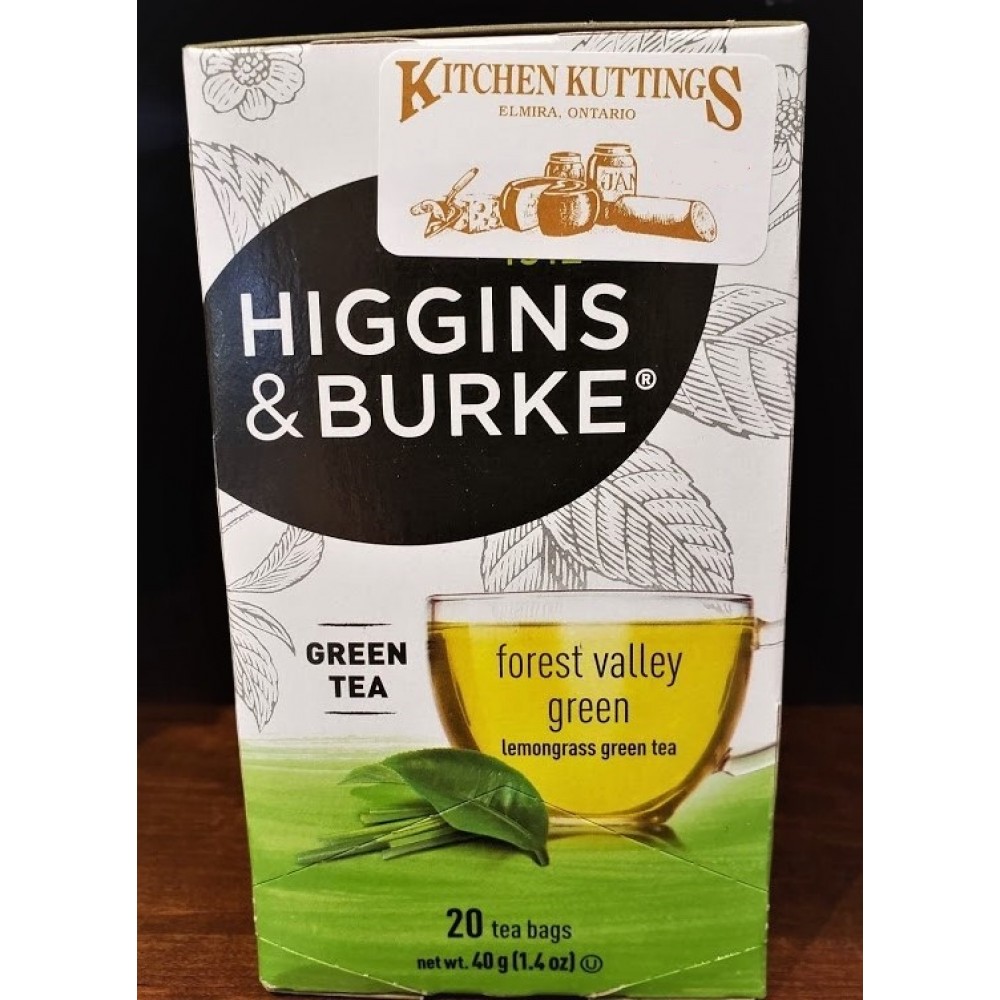 KITCHEN KUTTINGS
ELMIRA, ONTARIO
HIGGINS
& BURKE®
GREEN
TEA
forest valley
green
lemongrass green tea
20 tea bags
net wt. 40 g (1.4 oz) Ⓤ